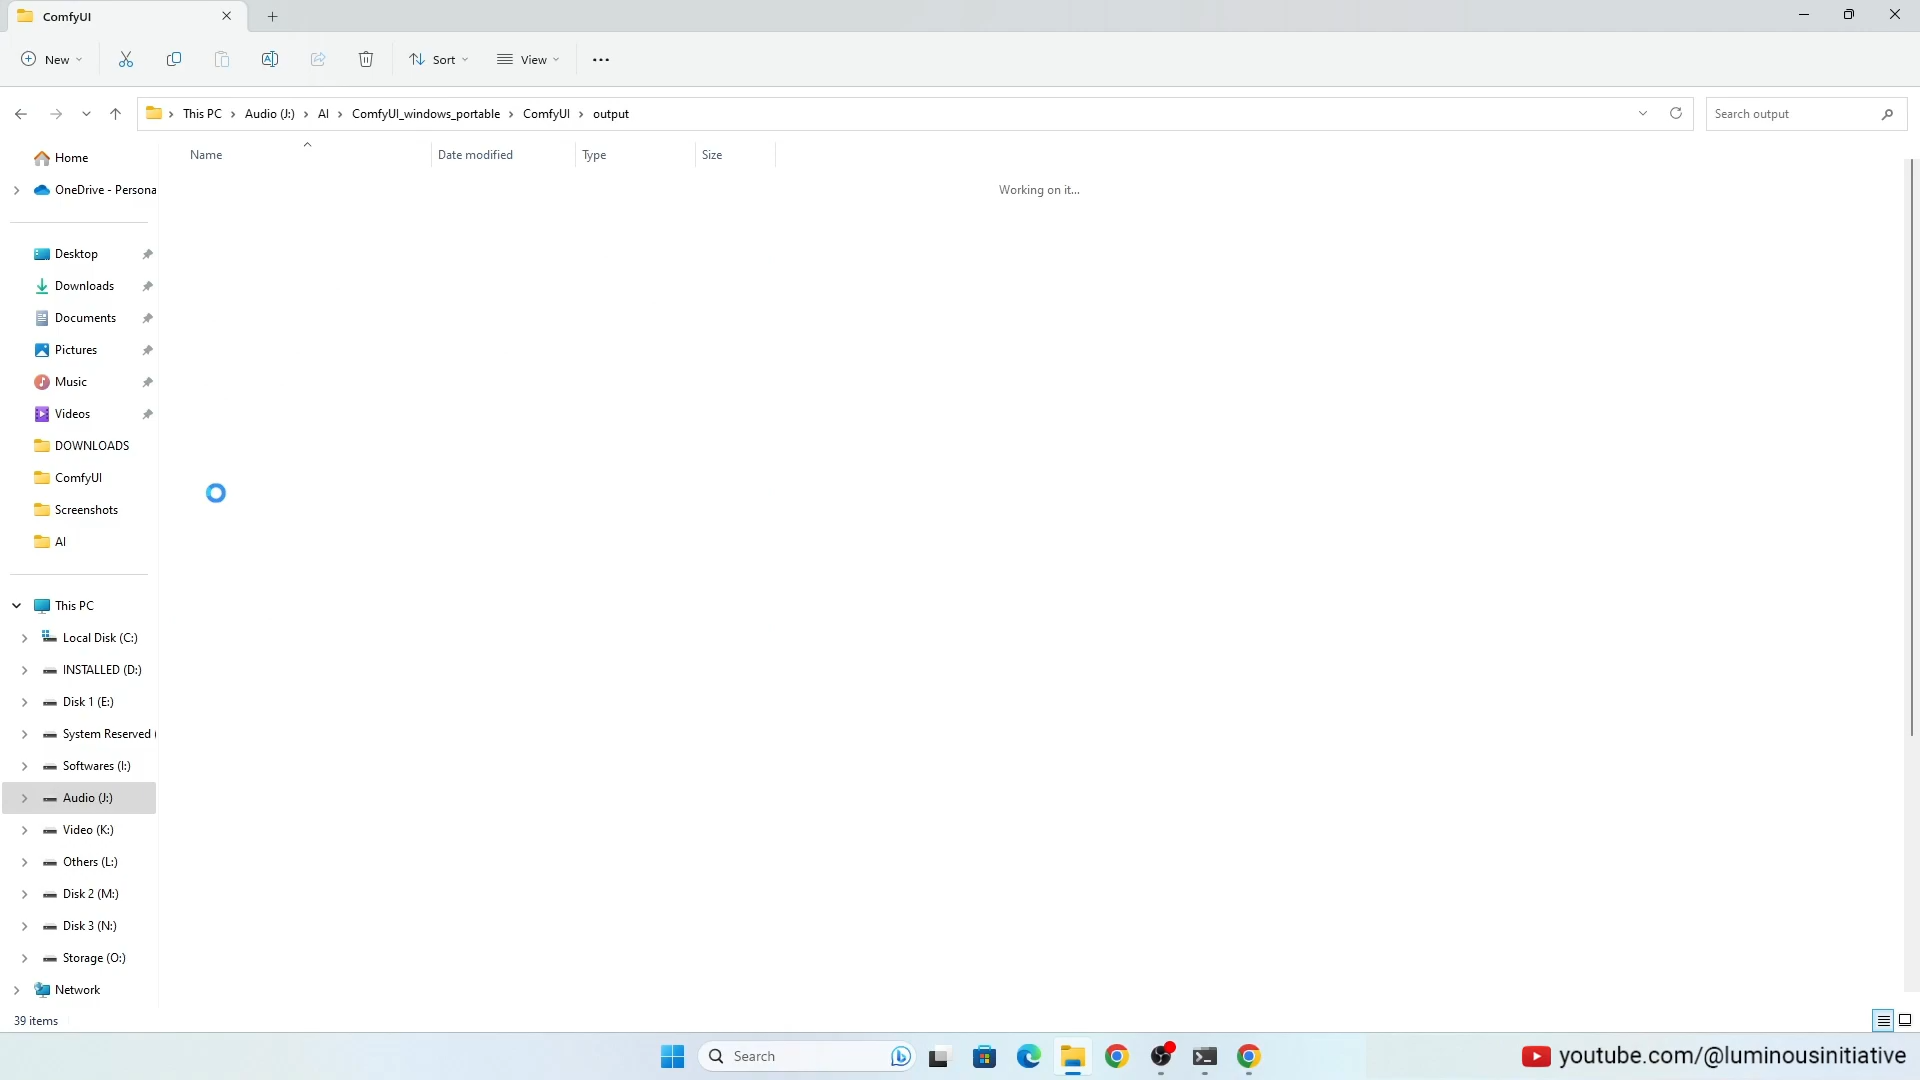 ComfyUI
New
Sort
View
This PC
Audio (J:)
AI
ComfyUI_windows_portable
ComfyUI
output
Search output
Name
Date modified
Type
Size
Working on it...
Home
OneDrive - Persona
Desktop
Downloads
Documents
Pictures
Music
Videos
DOWNLOADS
ComfyUI
Screenshots
AI
This PC
Local Disk (C:)
INSTALLED (D:)
Disk 1 (E:)
System Reserved (
Softwares (I:)
Audio (J:)
Video (K:)
Others (L:)
Disk 2 (M:)
Disk 3 (N:)
Storage (O:)
Network
39 items
Search
youtube.com/@luminousinitiative